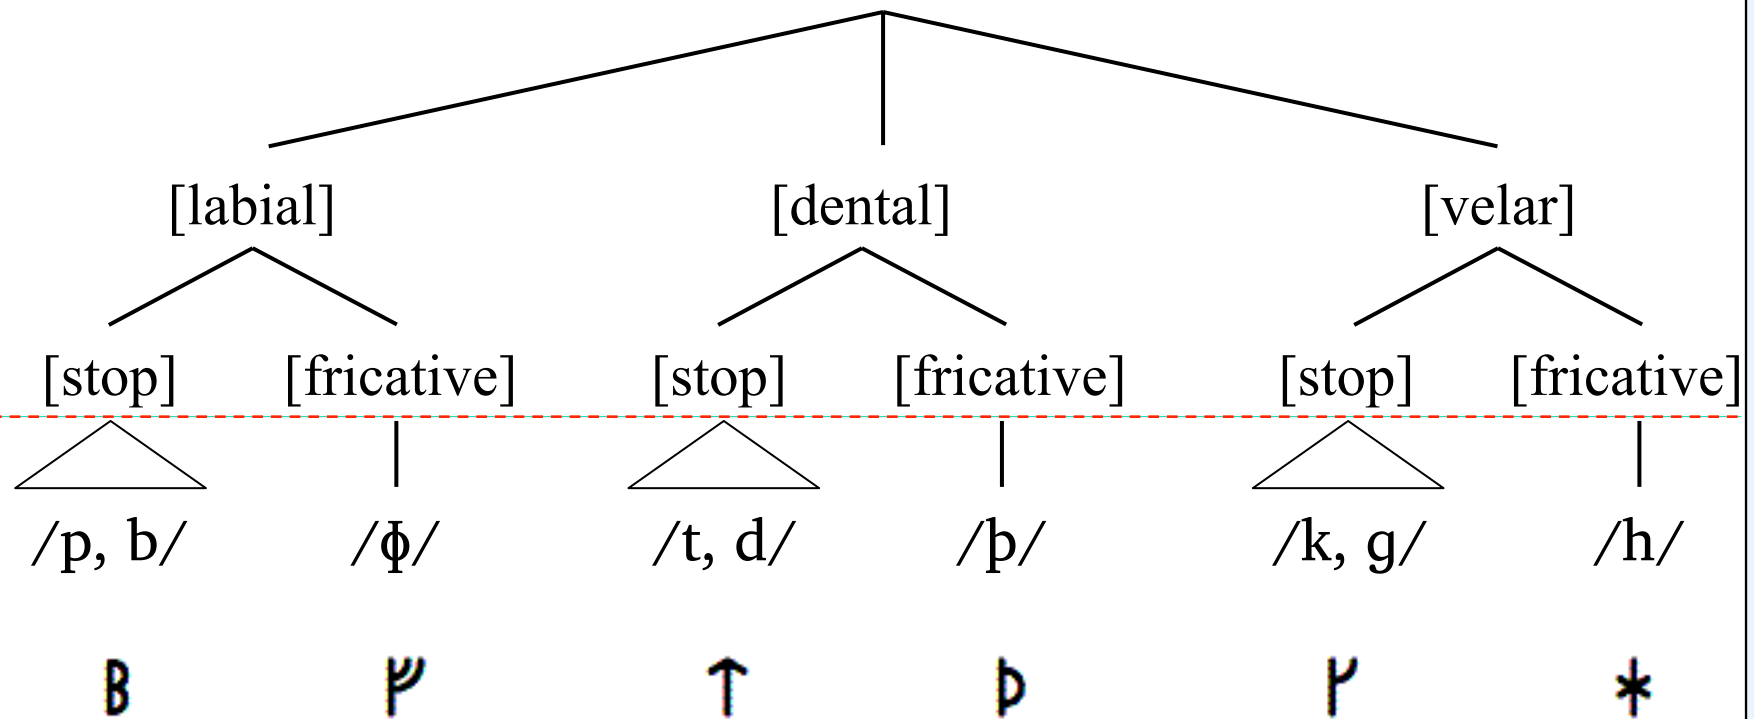 [labial] [dental] [velar]
[stop] [fricative] [stop] [fricative] [stop] [fricative]
/p, b/ /ɸ/ /t, d/ /þ/ /k, g/ /h/
ᛒ ᚠ ᛏ ᚦ ᚴ ᚼ